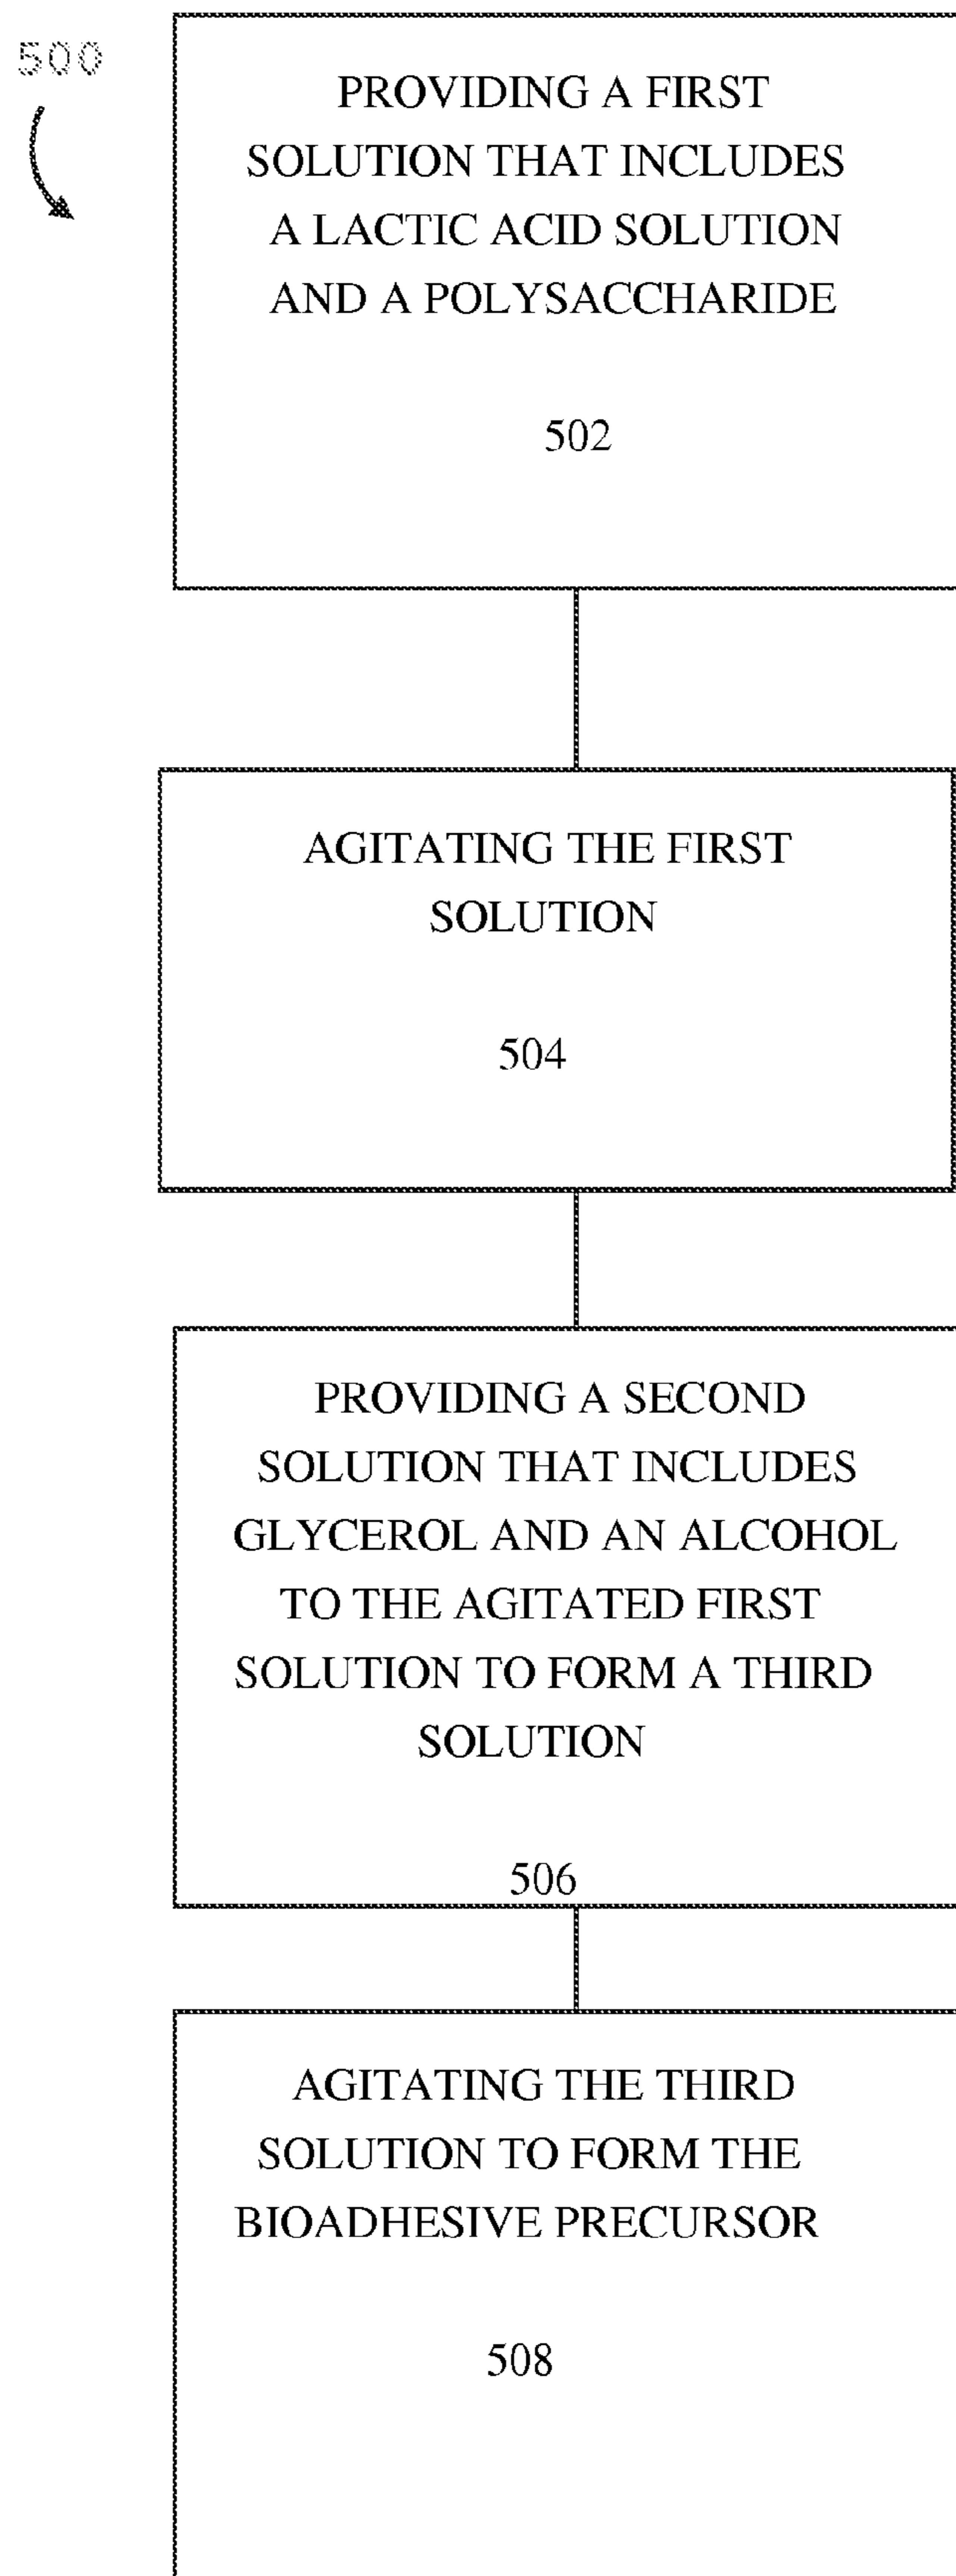 500
PROVIDING A FIRST
SOLUTION THAT INCLUDES
A LACTIC ACID SOLUTION
AND A POLYSACCHARIDE
502
AGITATING THE FIRST
SOLUTION
504
PROVIDING A SECOND
SOLUTION THAT INCLUDES
GLYCEROL AND AN ALCOHOL
TO THE AGITATED FIRST
SOLUTION TO FORM A THIRD
SOLUTION
506
AGITATING THE THIRD
SOLUTION TO FORM THE
BIOADHESIVE PRECURSOR
508